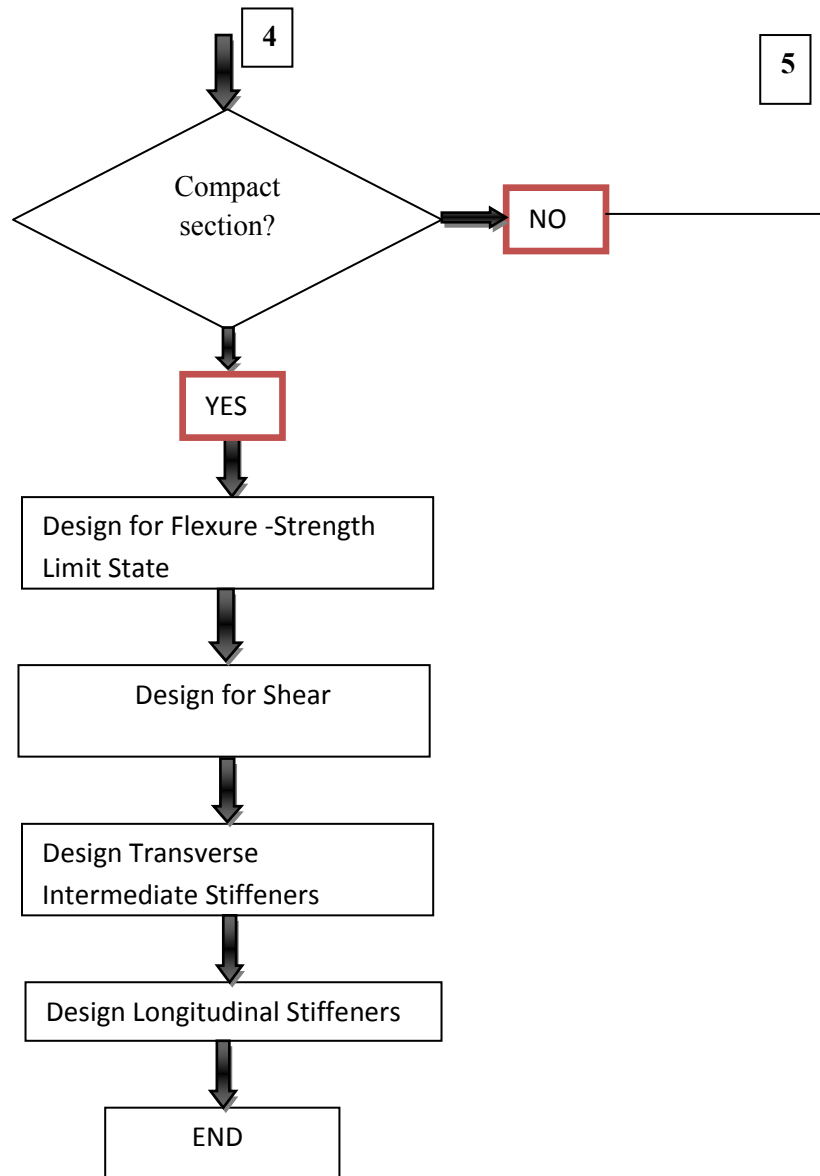 4
5
Compact
section?
NO
YES
Design for Flexure -Strength
Limit State
Design for Shear
Design Transverse
Intermediate Stiffeners
Design Longitudinal Stiffeners
END